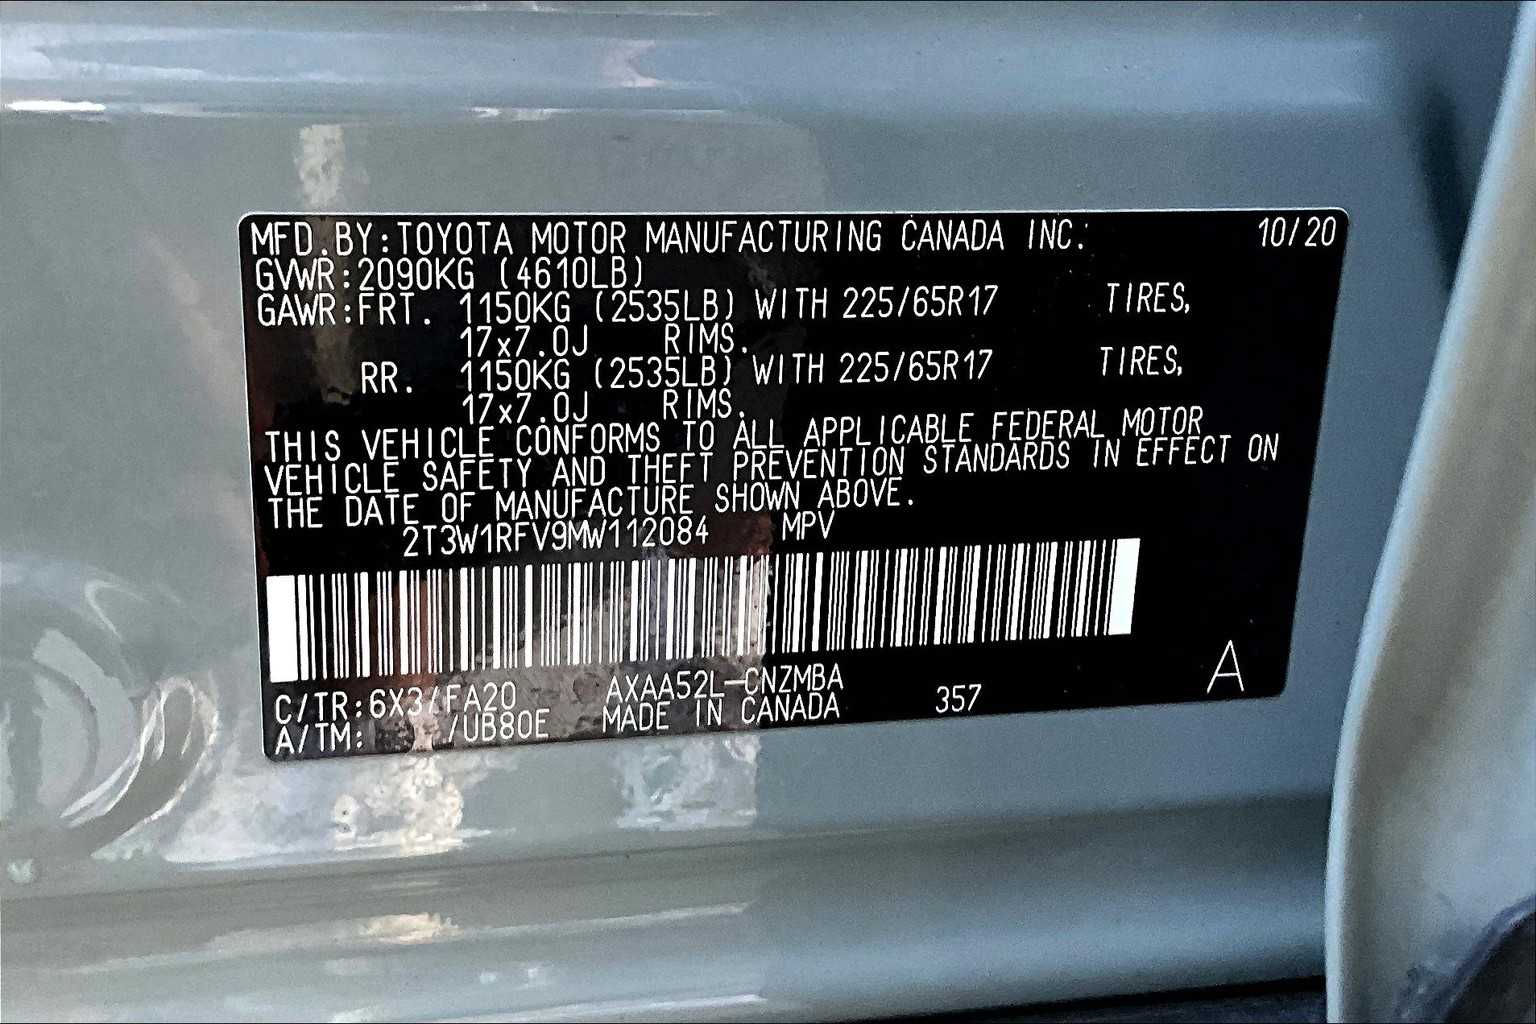 MFD.BY:TOYOTA MOTOR MANUFACTURING CANADA INC. 10/20
GVWR:2090KG (4610LB)
GAWR:FRT. 1150KG (2535LB) WITH 225/65R17 TIRES,
17x7.0J RIMS.
RR. 1150KG (2535LB) WITH 225/65R17 TIRES,
17x7.0J RIMS.
THIS VEHICLE CONFORMS TO ALL APPLICABLE FEDERAL MOTOR
VEHICLE SAFETY AND THEFT PREVENTION STANDARDS IN EFFECT ON
THE DATE OF MANUFACTURE SHOWN ABOVE.
2T3W1RFV9MW112084 MPV
C/TR:6X3/FA20 AXAA52L-CNZMBA 357 A
A/TM: /UB80E MADE IN CANADA